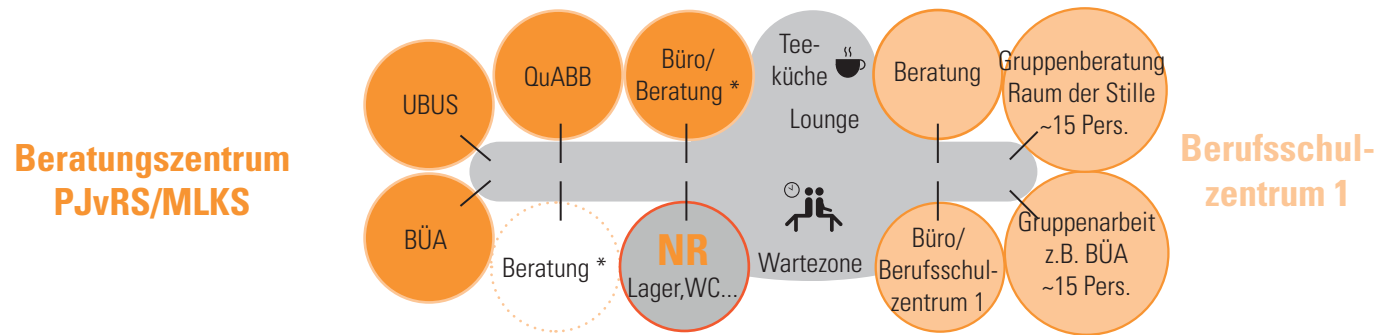 Beratungszentrum
PJvRS/MLKS
UBUS
QuABB
Büro/
Beratung *
Tee-
küche
Lounge
Beratung
Gruppenberatung
Raum der Stille
~15 Pers.
BÜA
Beratung *
NR
Lager,WC...
Wartezone
Büro/
Berufsschul-
zentrum 1
Gruppenarbeit
z.B. BÜA
~15 Pers.
Berufsschul-
zentrum 1